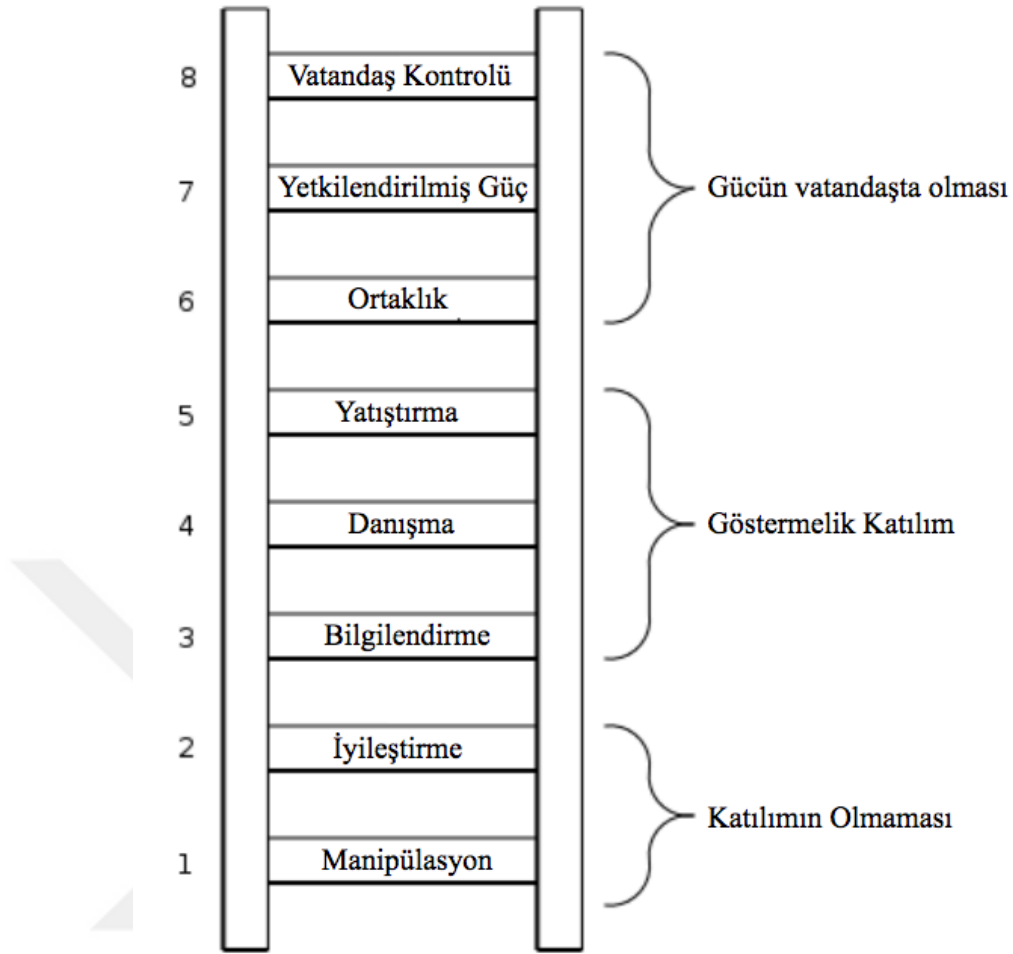 8 Vatandaş Kontrolü
7 Yetkilendirilmiş Güç
Gücün vatandaşta olması
6 Ortaklık
5 Yatıştırma
4 Danışma
Göstermelik Katılım
3 Bilgilendirme
2 İyileştirme
Katılımın Olmaması
1 Manipülasyon